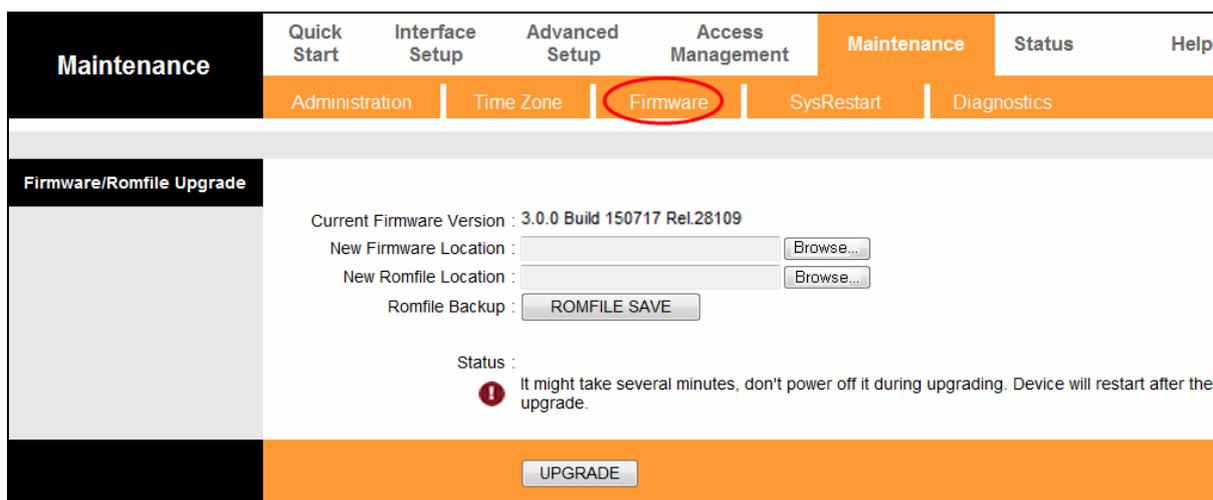 Maintenance
Quick Start
Interface Setup
Advanced Setup
Access Management
Maintenance
Status
Help
Administration
Time Zone
Firmware
SysRestart
Diagnostics
Firmware/Romfile Upgrade
Current Firmware Version : 3.0.0 Build 150717 Rel.28109
New Firmware Location : Browse...
New Romfile Location : Browse...
Romfile Backup : ROMFILE SAVE
Status :
It might take several minutes, don't power off it during upgrading. Device will restart after the
upgrade.
UPGRADE